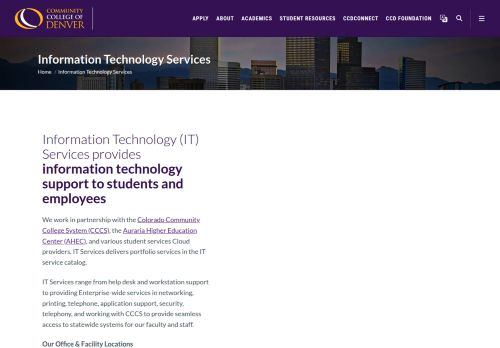 COMMUNITY
COLLEGE OF
DENVER
APPLY ABOUT ACADEMICS STUDENT RESOURCES CCDCONNECT CCD FOUNDATION
Information Technology Services
Home / Information Technology Services
Information Technology (IT)
Services provides
information technology
support to students and
employees
We work in partnership with the Colorado Community
College System (CCCS), the Auraria Higher Education
Center (AHEC), and various student services Cloud
providers. IT Services delivers portfolio services in the IT
service catalog.
IT Services range from help desk and workstation support
to providing Enterprise-wide services in networking,
printing, telephone, application support, security,
telephony, and working with CCCS to provide seamless
access to statewide systems for our faculty and staff.
Our Office & Facility Locations